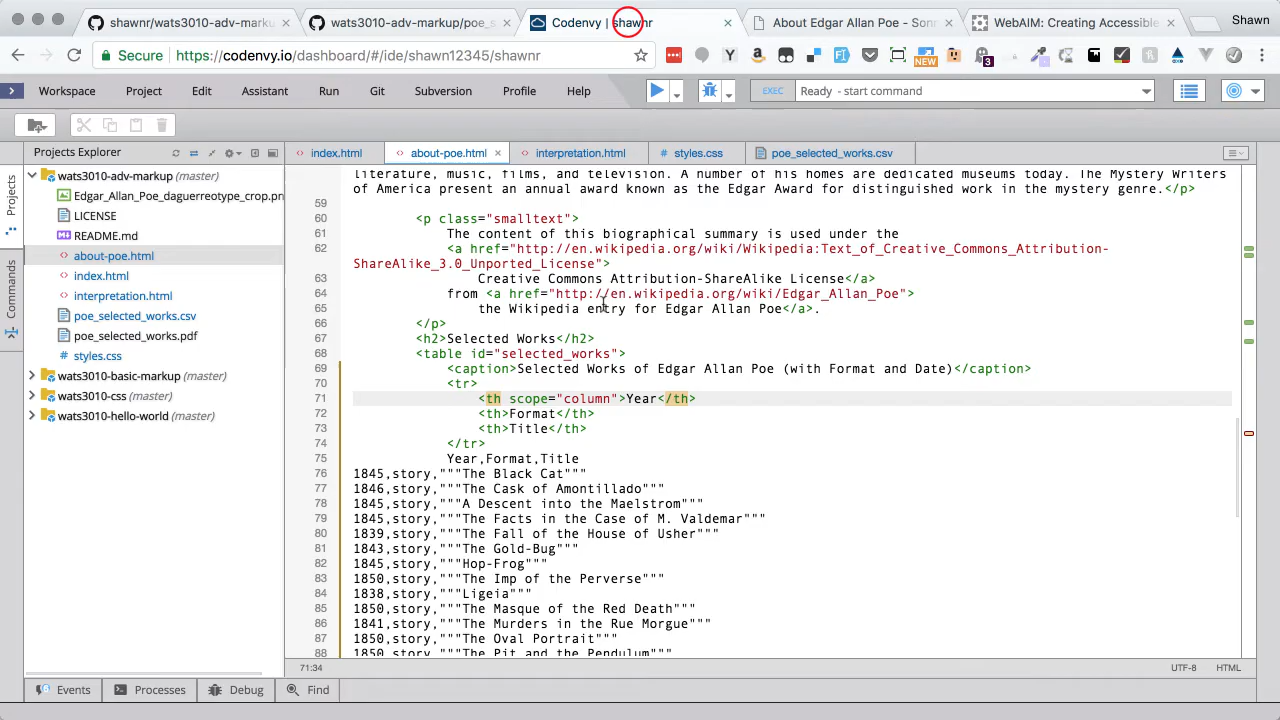 shawnr/wats3010-adv-marku
wats3010-adv-markup/poe_s
Codenvy | shawnr
About Edgar Allan Poe - Sonn
WebAIM: Creating Accessible
Shawn
Secure
https://codenvy.io/dashboard/#/ide/shawn12345/shawnr
NEW
3
Workspace
Project
Edit
Assistant
Run
Git
Subversion
Profile
Help
EXEC
Ready - start command
Projects Explorer
index.html
about-poe.html
interpretation.html
styles.css
poe_selected_works.csv
Projects
Commands
wats3010-adv-markup (master)
Edgar_Allan_Poe_daguerreotype_crop.pn
LICENSE
README.md
about-poe.html
index.html
interpretation.html
poe_selected_works.csv
poe_selected_works.pdf
styles.css
wats3010-basic-markup (master)
wats3010-css (master)
wats3010-hello-world (master)
literature, music, films, and television. A number of his homes are dedicated museums today. The Mystery Writers
of America present an annual award known as the Edgar Award for distinguished work in the mystery genre.</p>
59
60 <p class="smalltext">
61 The content of this biographical summary is used under the
62 <a href="http://en.wikipedia.org/wiki/Wikipedia:Text_of_Creative_Commons_Attribution-
ShareAlike_3.0_Unported_License">
63 Creative Commons Attribution-ShareAlike License</a>
64 from <a href="http://en.wikipedia.org/wiki/Edgar_Allan_Poe">
65 the Wikipedia entry for Edgar Allan Poe</a>.
66 </p>
67 <h2>Selected Works</h2>
68 <table id="selected_works">
69 <caption>Selected Works of Edgar Allan Poe (with Format and Date)</caption>
70 <tr>
71 <th scope="column">Year</th>
72 <th>Format</th>
73 <th>Title</th>
74 </tr>
75 Year,Format,Title
76 1845,story,"""The Black Cat"""
77 1846,story,"""The Cask of Amontillado"""
78 1845,story,"""A Descent into the Maelstrom"""
79 1845,story,"""The Facts in the Case of M. Valdemar"""
80 1839,story,"""The Fall of the House of Usher"""
81 1843,story,"""The Gold-Bug"""
82 1845,story,"""Hop-Frog"""
83 1850,story,"""The Imp of the Perverse"""
84 1838,story,"""Ligeia"""
85 1850,story,"""The Masque of the Red Death"""
86 1841,story,"""The Murders in the Rue Morgue"""
87 1850,story,"""The Oval Portrait"""
88 1850,story,"""The Pit and the Pendulum"""
71:34
UTF-8
HTML
Events
Processes
Debug
Find